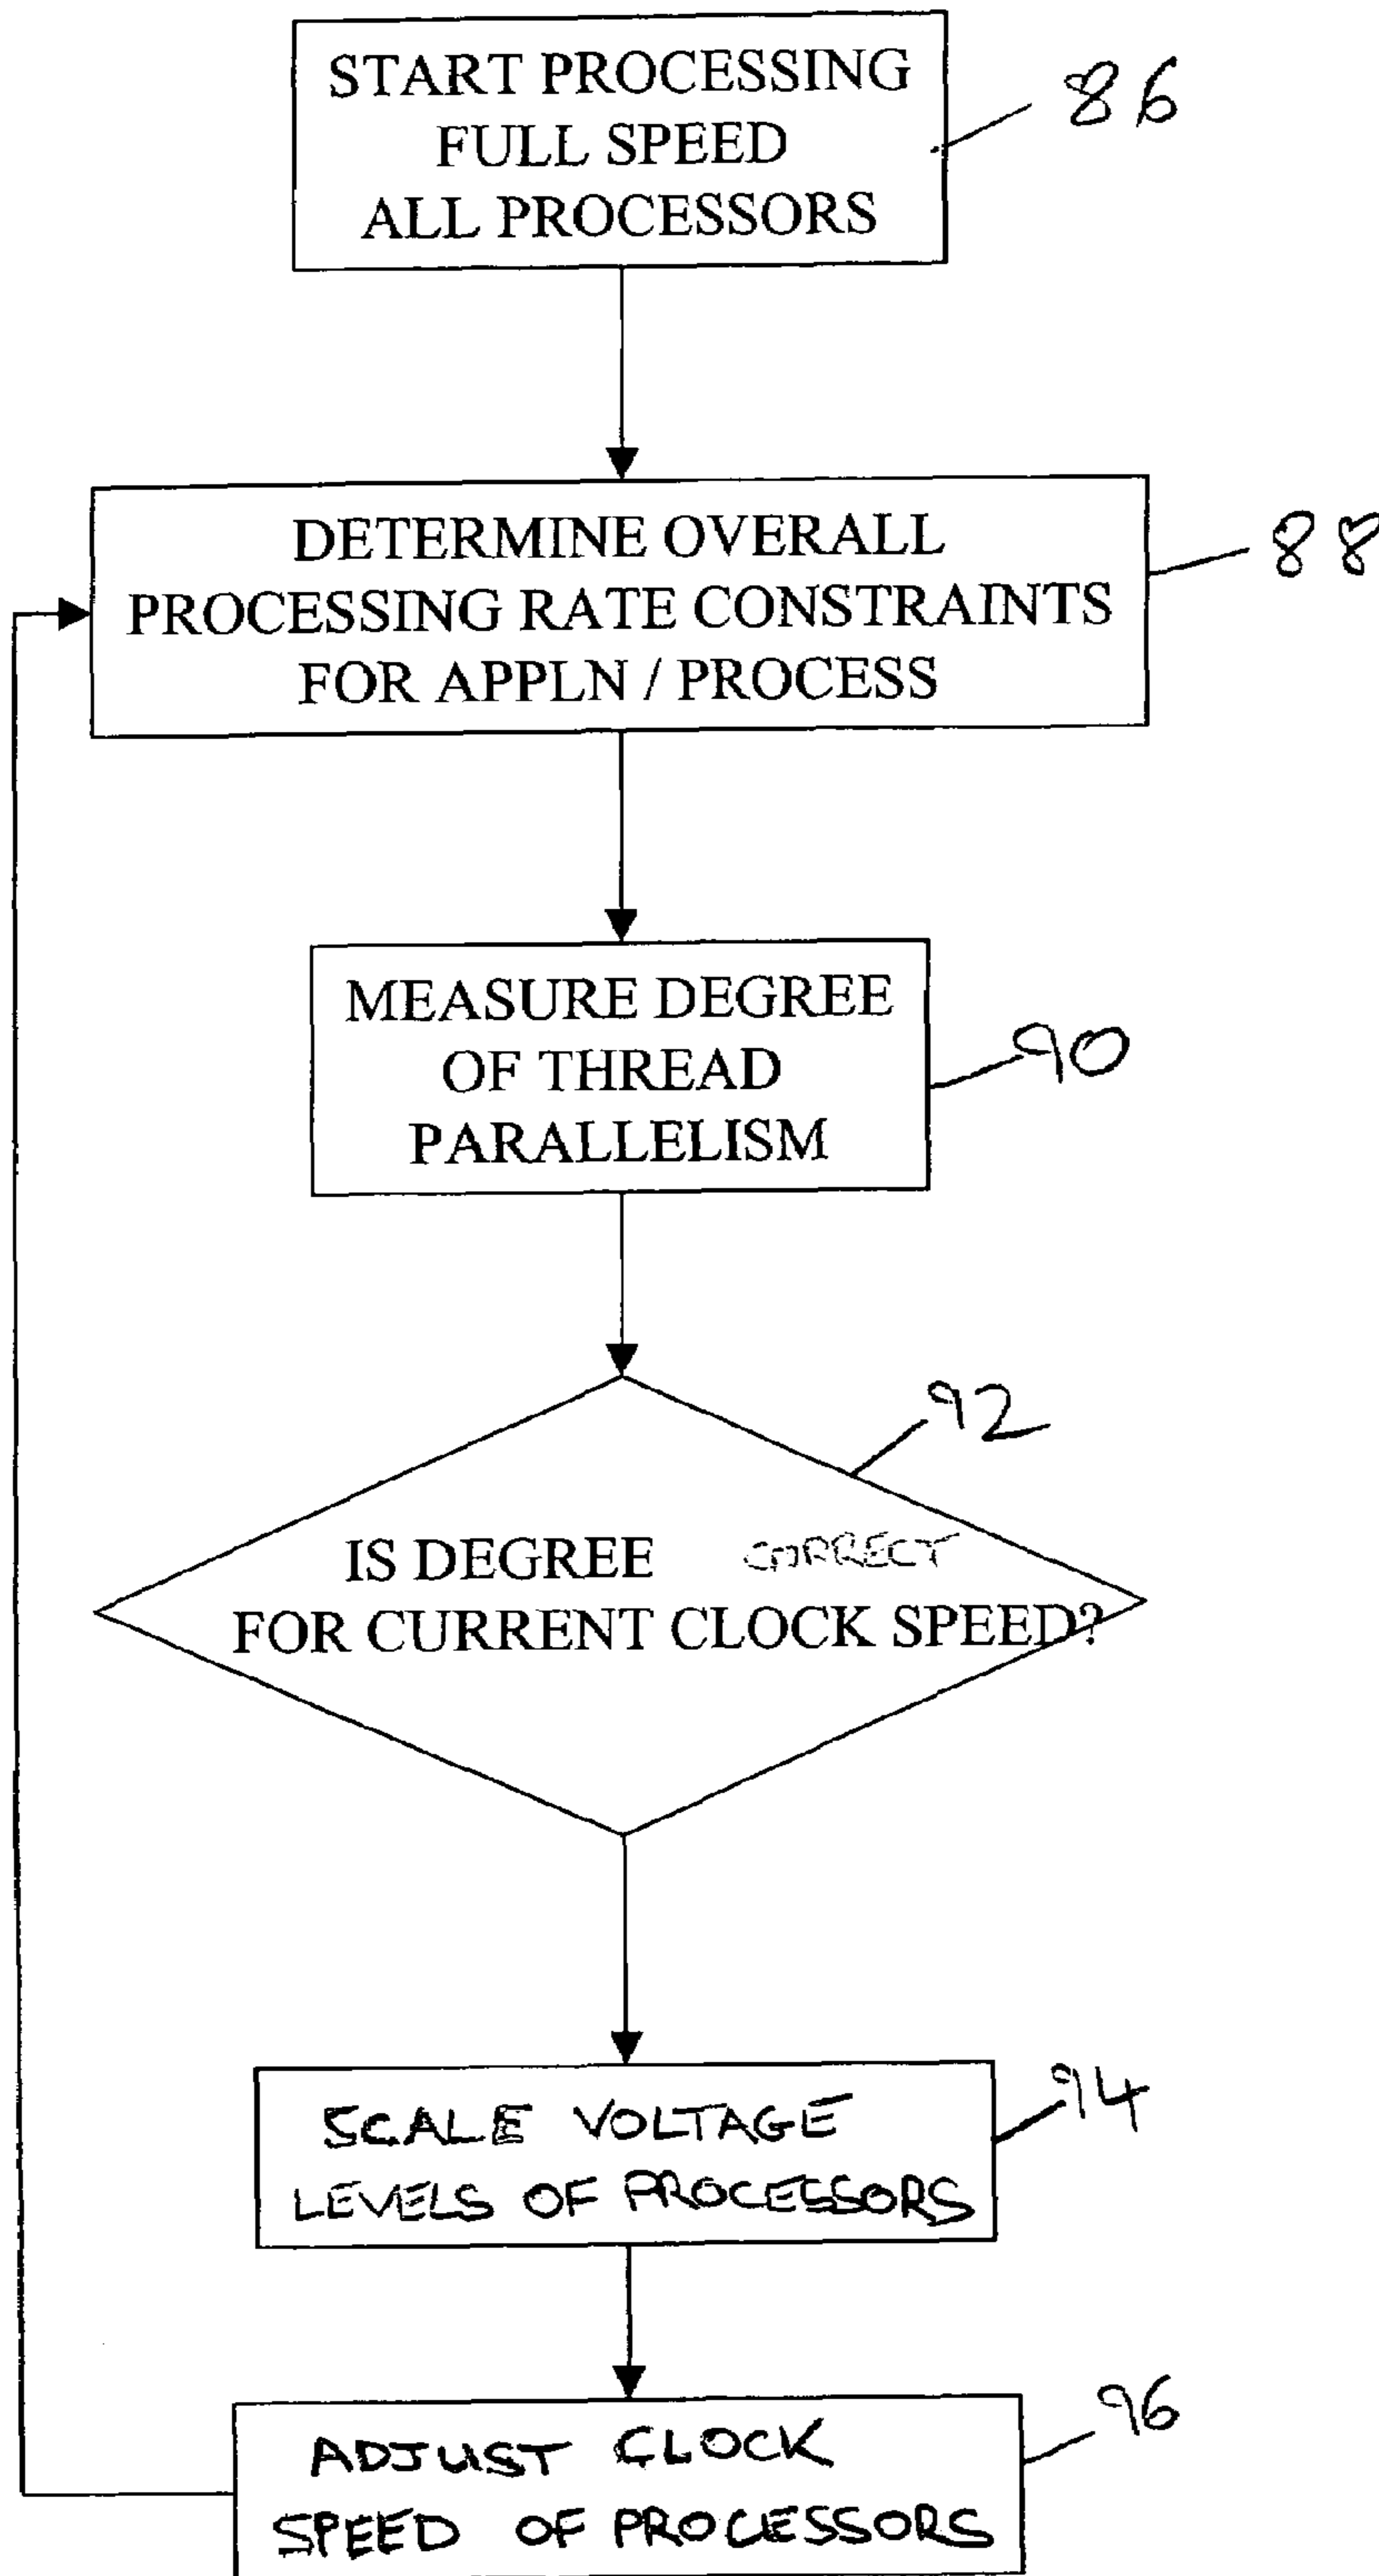 START PROCESSING
FULL SPEED
ALL PROCESSORS
86
DETERMINE OVERALL
PROCESSING RATE CONSTRAINTS
FOR APPLN / PROCESS
88
MEASURE DEGREE
OF THREAD
PARALLELISM
90
92
IS DEGREE CORRECT
FOR CURRENT CLOCK SPEED?
SCALE VOLTAGE
LEVELS OF PROCESSORS
94
ADJUST CLOCK
SPEED OF PROCESSORS
96